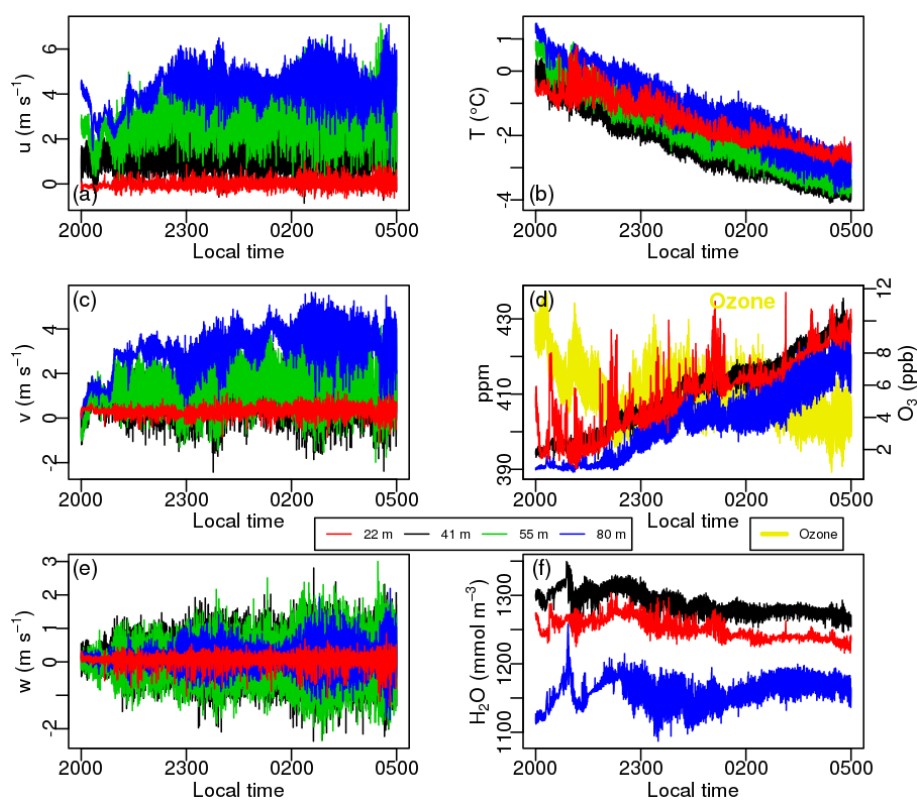 (a)
u (m s⁻¹)
0 2 4 6
2000 2300 0200 0500
Local time
(b)
T (°C)
-4 -2 0
2000 2300 0200 0500
Local time
(c)
v (m s⁻¹)
-2 0 2 4
2000 2300 0200 0500
Local time
(d)
Ozone
ppm
390 410 430
O₃ (ppb)
2 4 6 8 10 12
2000 2300 0200 0500
Local time
22 m 41 m 55 m 80 m
Ozone
(e)
w (m s⁻¹)
-2 0 1 2 3
2000 2300 0200 0500
Local time
(f)
H₂O (mmol m⁻³)
1100 1200 1300
2000 2300 0200 0500
Local time